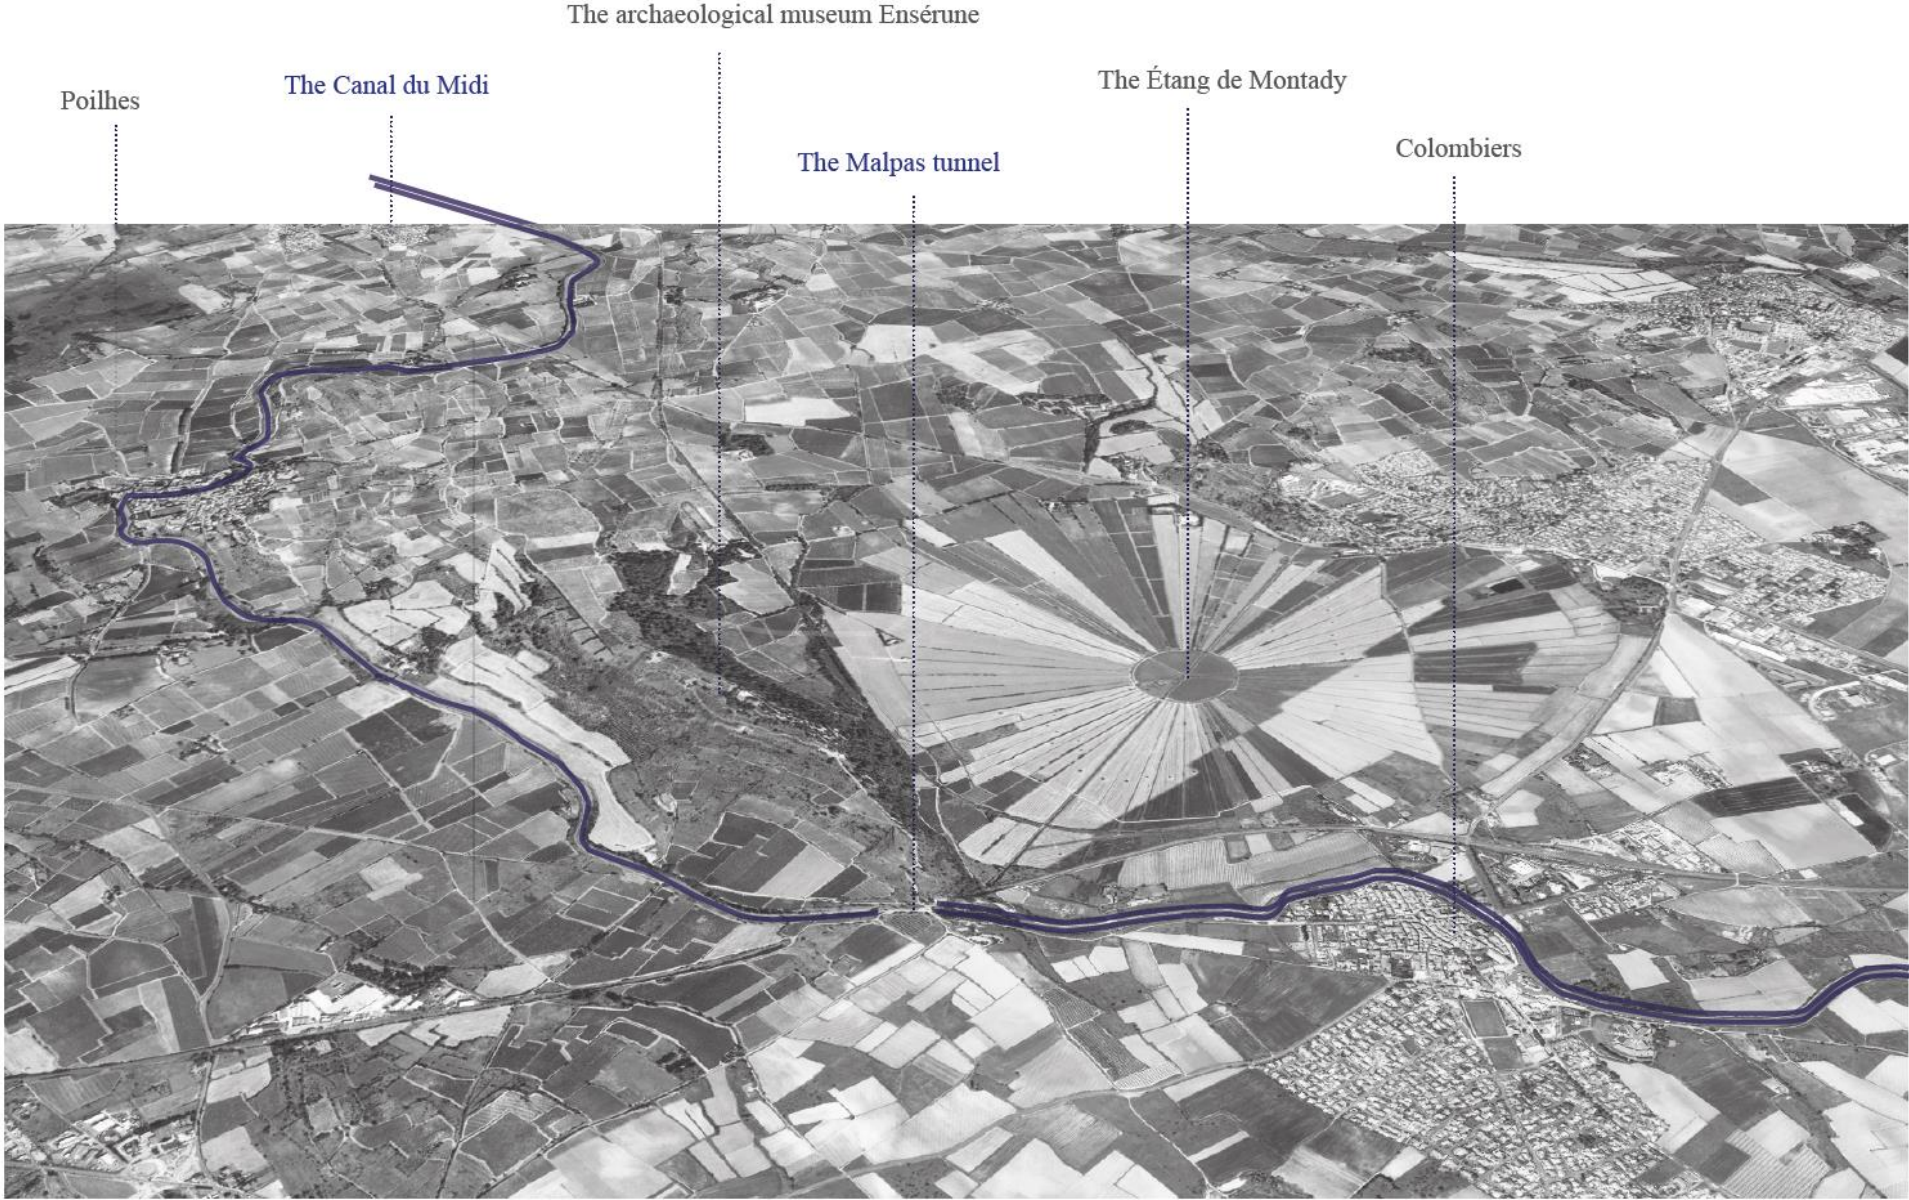 The archaeological museum Ensérune
The Canal du Midi
The Étang de Montady
Poilhes
Colombiers
The Malpas tunnel